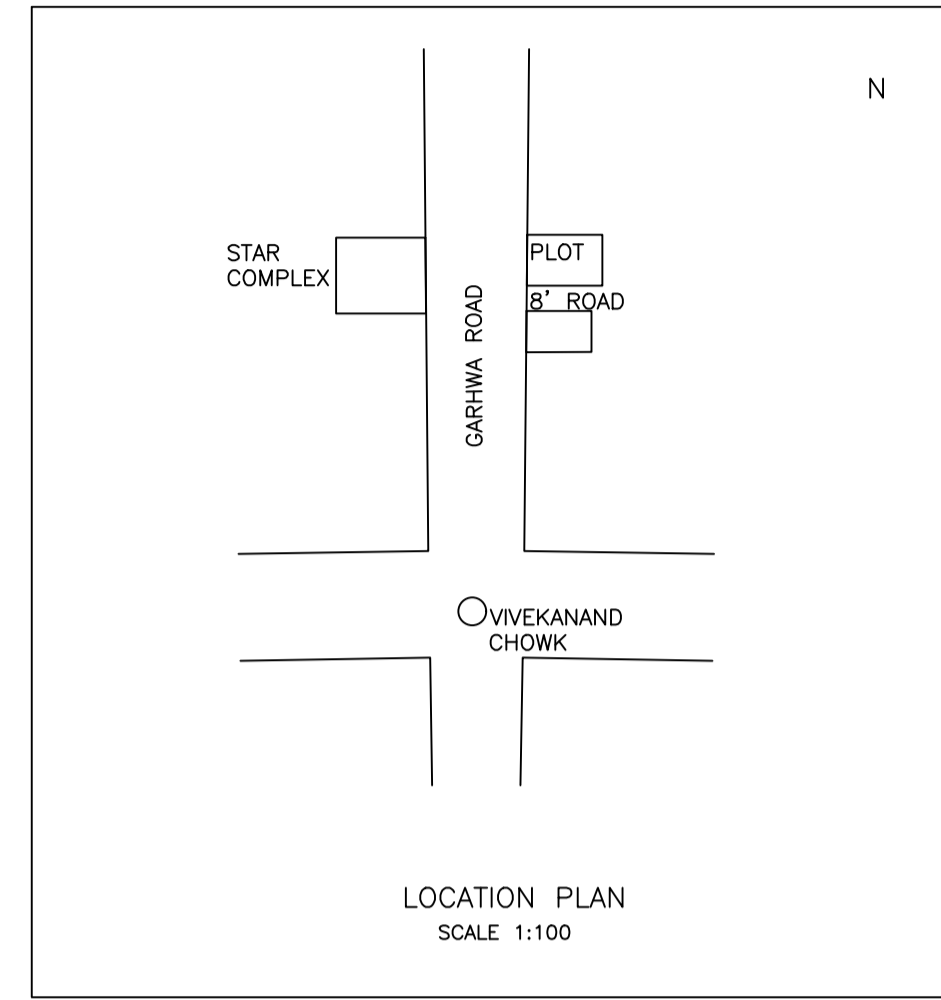 N
STAR
COMPLEX
PLOT
8' ROAD
GARHWA ROAD
VIVEKANAND
CHOWK
LOCATION PLAN
SCALE 1:100